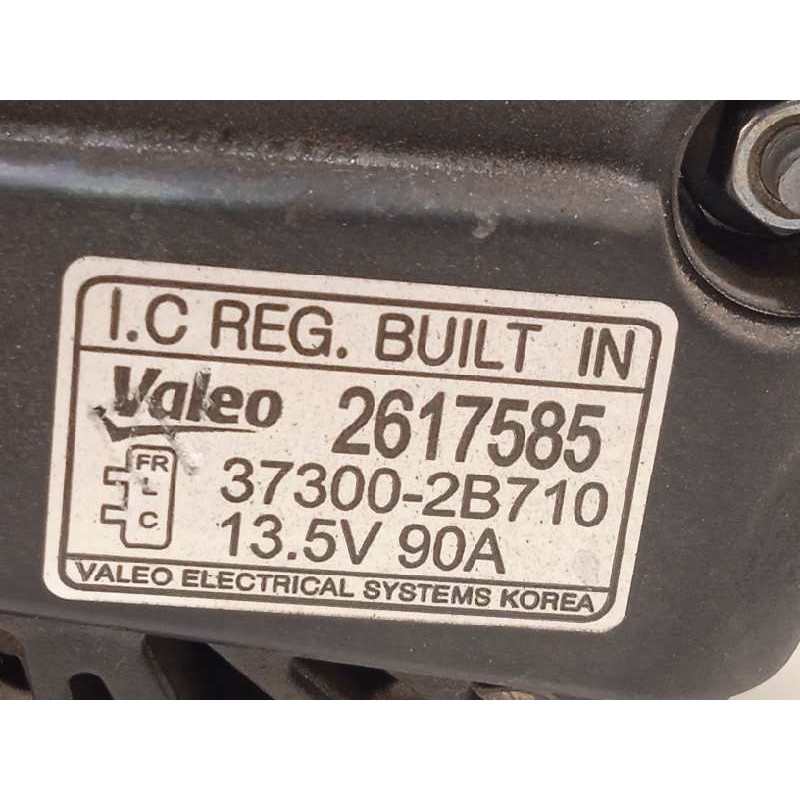 I.C REG. BUILT IN
Valeo 2617585
FR
L
C
37300-2B710
13.5V 90A
VALEO ELECTRICAL SYSTEMS KOREA